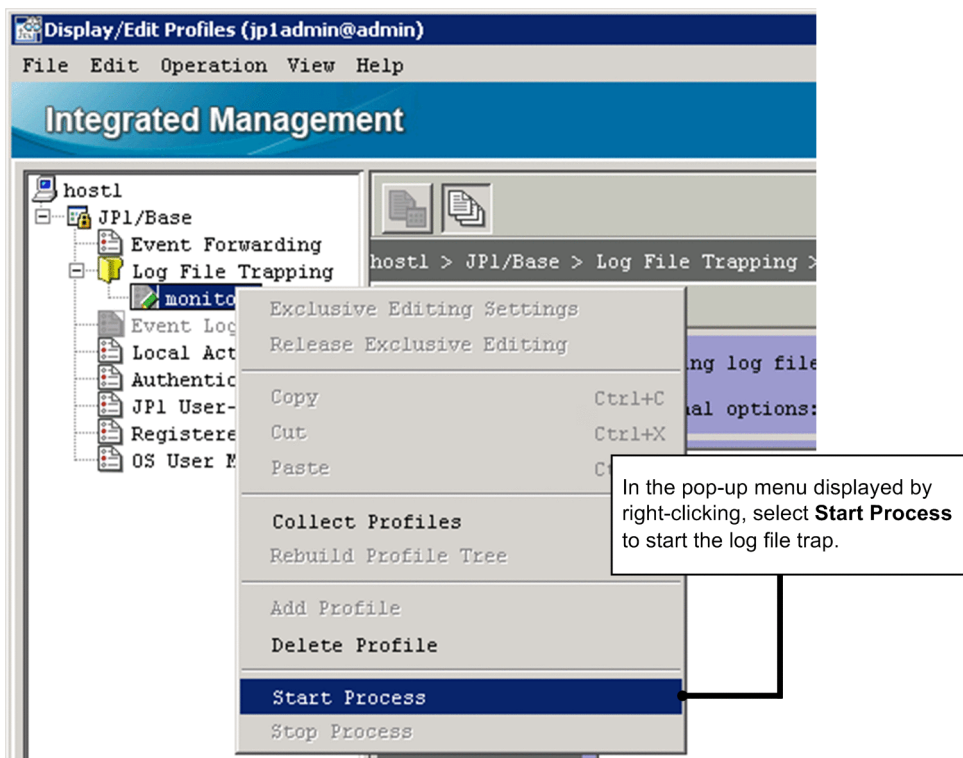 Display/Edit Profiles (jp1admin@admin)
File Edit Operation View Help
Integrated Management
host1
JP1/Base
Event Forwarding
Log File Trapping
monito
Event Log
Local Act
Authentic
JP1 User-
Registere
OS User M
host1 > JP1/Base > Log File Trapping >
ng log file
nal options:
Exclusive Editing Settings
Release Exclusive Editing
Copy Ctrl+C
Cut Ctrl+X
Paste
Collect Profiles
Rebuild Profile Tree
Add Profile
Delete Profile
Start Process
Stop Process
In the pop-up menu displayed by
right-clicking, select Start Process
to start the log file trap.